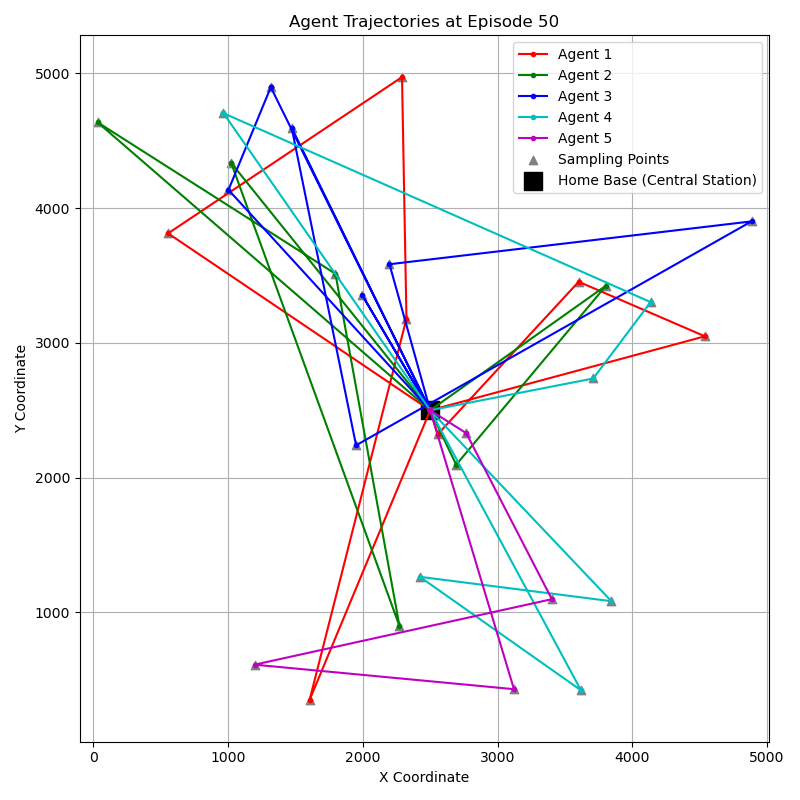 Agent Trajectories at Episode 50
Agent 1
Agent 2
Agent 3
Agent 4
Agent 5
Sampling Points
Home Base (Central Station)
5000
4000
3000
2000
1000
Y Coordinate
0 1000 2000 3000 4000 5000
X Coordinate